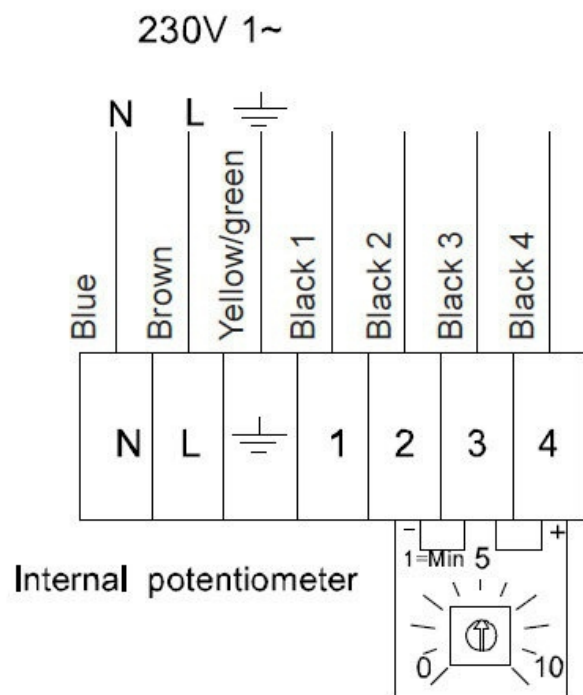 230V 1~
N L
Blue Brown Yellow/green Black 1 Black 2 Black 3 Black 4
N L 1 2 3 4
- +
1=Min 5
Internal potentiometer
0 10